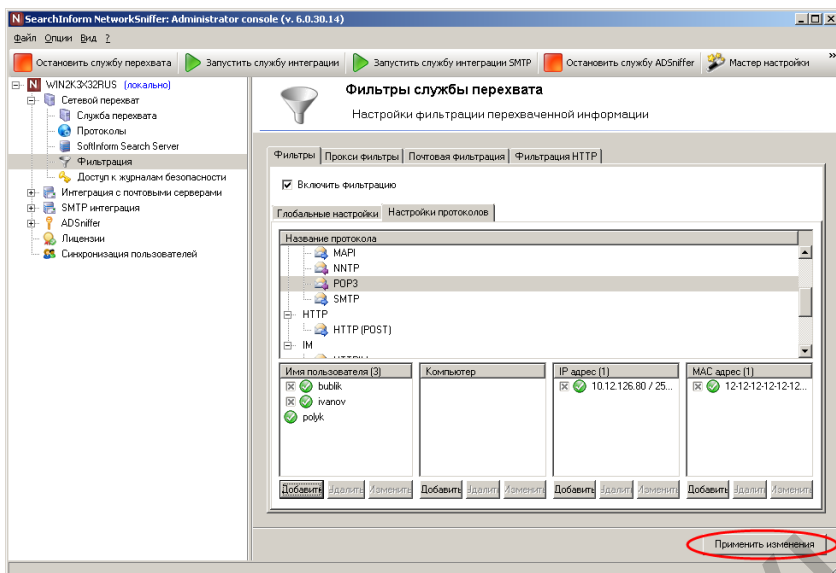 SearchInform NetworkSniffer: Administrator console (v. 6.0.30.14)
Файл Опции Вид ?
Остановить службу перехвата Запустить службу интеграции Запустить службу интеграции SMTP Остановить службу ADSniffer Мастер настройки »
WIN2K3X32RUS (локально)
Сетевой перехват
Служба перехвата
Протоколы
SoftInform Search Server
Фильтрация
Доступ к журналам безопасности
Интеграция с почтовыми серверами
SMTP интеграция
ADSniffer
Лицензии
Синхронизация пользователей
Фильтры службы перехвата
Настройки фильтрации перехваченной информации
Фильтры Прокси фильтры Почтовая фильтрация Фильтрация HTTP
Включить фильтрацию
Глобальные настройки Настройки протоколов
Название протокола
MAPI
NNTP
POP3
SMTP
HTTP
HTTP (POST)
IM
Имя пользователя (3) Компьютер IP адрес (1) MAC адрес (1)
bublik 10.12.126.80 / 25... 12-12-12-12-12-12...
ivanov
polyk
Добавить Удалить Изменить Добавить Удалить Изменить Добавить Удалить Изменить Добавить Удалить Изменить
Применить изменения